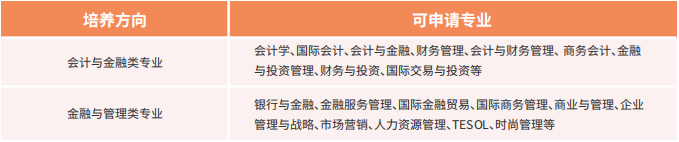 培养方向 可申请专业
会计与金融类专业
会计学、国际会计、会计与金融、财务管理、会计与财务管理、商务会计、金融
与投资管理、财务与投资、国际交易与投资等
金融与管理类专业
银行与金融、金融服务管理、国际金融贸易、国际商务管理、商业与管理、企业
管理与战略、市场营销、人力资源管理、TESOL、时尚管理等